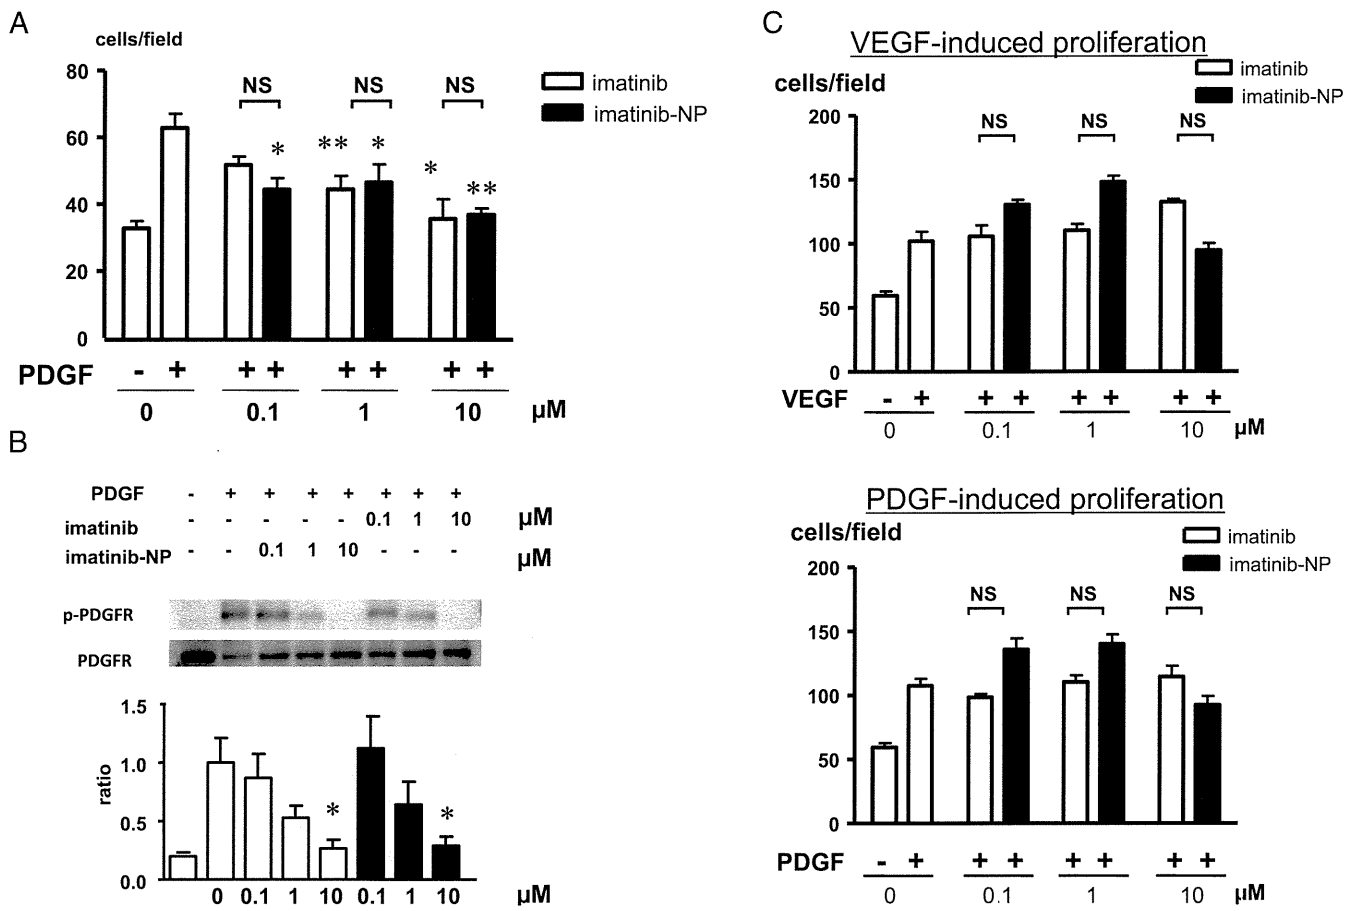 A
cells/field
80
60
40
20
0
NS NS NS
* ** * * **
imatinib
imatinib-NP
PDGF - + + + + + + +
0 0.1 1 10 µM
B
PDGF - + + + + + + +
imatinib - - - - - 0.1 1 10 µM
imatinib-NP - - 0.1 1 10 - - - µM
p-PDGFR
PDGFR
ratio
1.5
1.0
0.5
0.0
* *
0 0.1 1 10 0.1 1 10 µM
C
VEGF-induced proliferation
cells/field
imatinib
imatinib-NP
200
150
100
50
0
NS NS NS
VEGF - + + + + + + +
0 0.1 1 10 µM
PDGF-induced proliferation
cells/field
imatinib
imatinib-NP
200
150
100
50
0
NS NS NS
PDGF - + + + + + + +
0 0.1 1 10 µM